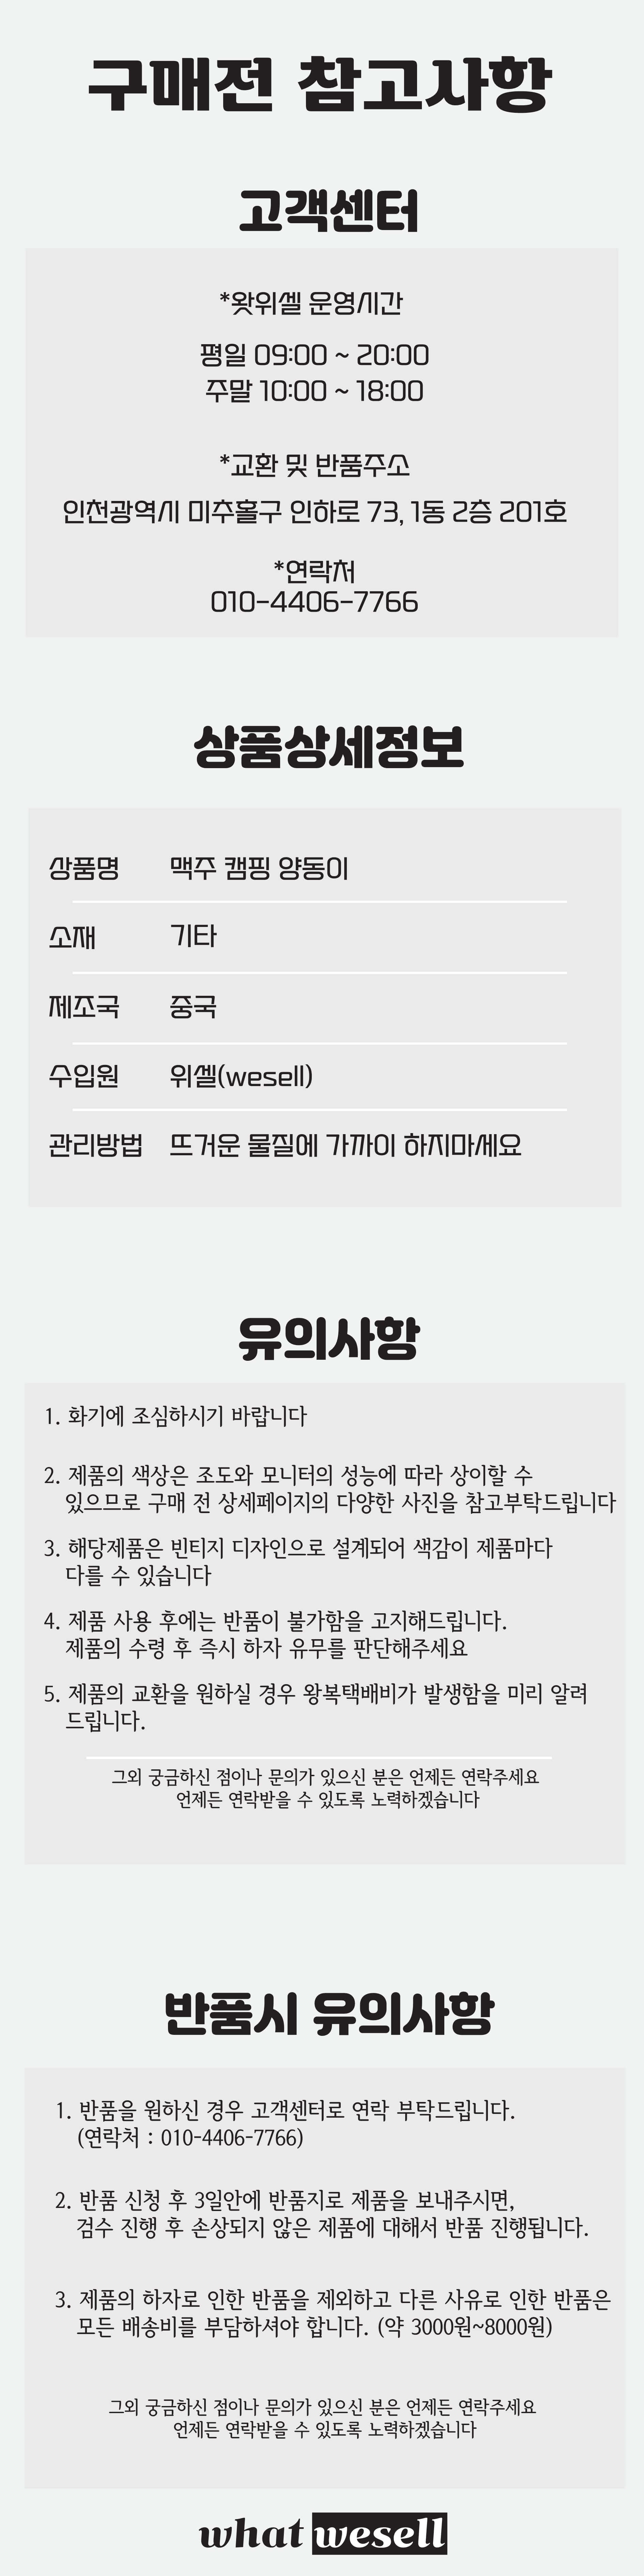 구매전 참고사항
고객센터
*왓위셀 운영시간
평일 09:00 ~ 20:00
주말 10:00 ~ 18:00
*교환 및 반품주소
인천광역시 미추홀구 인하로 73, 1동 2층 201호
*연락처
010-4406-7766
상품상세정보
상품명 맥주 캠핑 양동이
소재 기타
제조국 중국
수입원 위셀(wesell)
관리방법 뜨거운 물질에 가까이 하지마세요
유의사항
1. 화기에 조심하시기 바랍니다
2. 제품의 색상은 조도와 모니터의 성능에 따라 상이할 수
있으므로 구매 전 상세페이지의 다양한 사진을 참고부탁드립니다
3. 해당제품은 빈티지 디자인으로 설계되어 색감이 제품마다
다를 수 있습니다
4. 제품 사용 후에는 반품이 불가함을 고지해드립니다.
제품의 수령 후 즉시 하자 유무를 판단해주세요
5. 제품의 교환을 원하실 경우 왕복택배비가 발생함을 미리 알려
드립니다.
그외 궁금하신 점이나 문의가 있으신 분은 언제든 연락주세요
언제든 연락받을 수 있도록 노력하겠습니다
반품시 유의사항
1. 반품을 원하신 경우 고객센터로 연락 부탁드립니다.
(연락처 : 010-4406-7766)
2. 반품 신청 후 3일안에 반품지로 제품을 보내주시면,
검수 진행 후 손상되지 않은 제품에 대해서 반품 진행됩니다.
3. 제품의 하자로 인한 반품을 제외하고 다른 사유로 인한 반품은
모든 배송비를 부담하셔야 합니다. (약 3000원~8000원)
그외 궁금하신 점이나 문의가 있으신 분은 언제든 연락주세요
언제든 연락받을 수 있도록 노력하겠습니다
what wesell